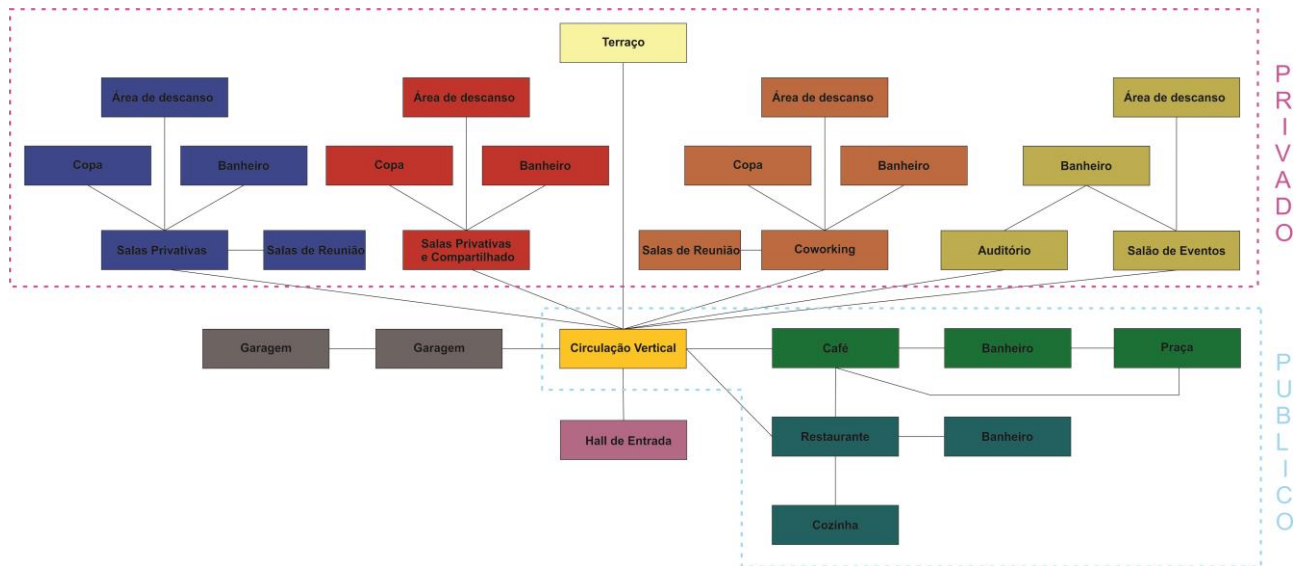 Terraço
Área de descanso
Área de descanso
Área de descanso
Área de descanso
Copa
Banheiro
Copa
Banheiro
Copa
Banheiro
Banheiro
Salas Privativas
Salas de Reunião
Salas Privativas
e Compartilhado
Salas de Reunião
Coworking
Auditório
Salão de Eventos
PRIVADO
Garagem
Garagem
Circulação Vertical
Café
Banheiro
Praça
Hall de Entrada
Restaurante
Banheiro
Cozinha
PUBLICO